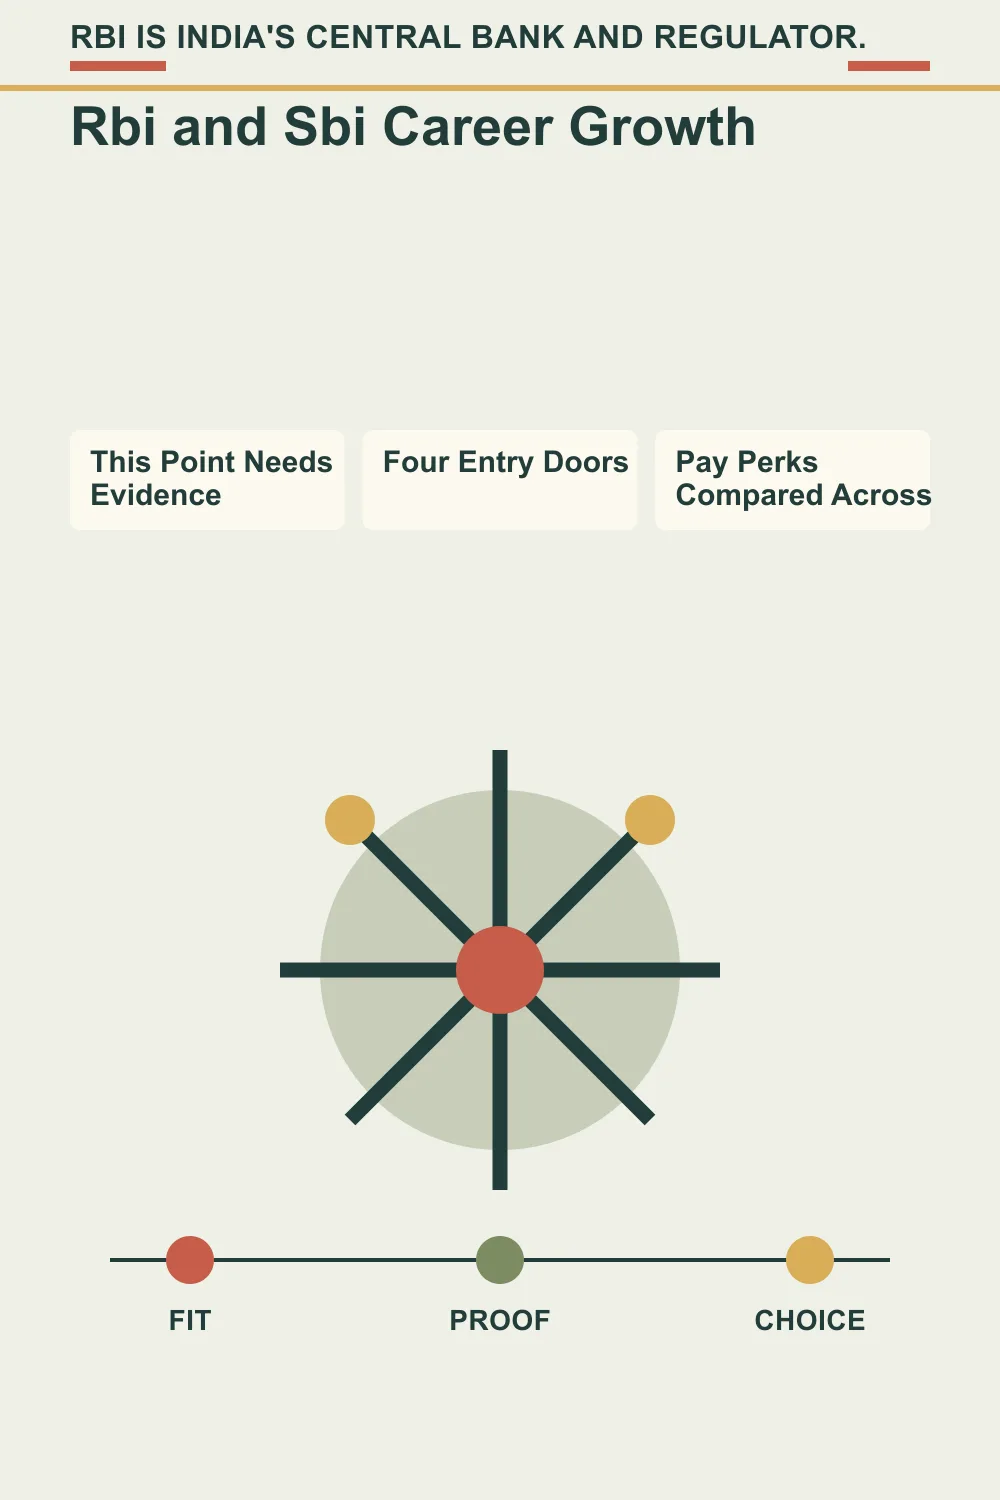 RBI IS INDIA'S CENTRAL BANK AND REGULATOR.
Rbi and Sbi Career Growth
This Point Needs
Evidence
Four Entry Doors
Pay Perks
Compared Across
FIT
PROOF
CHOICE